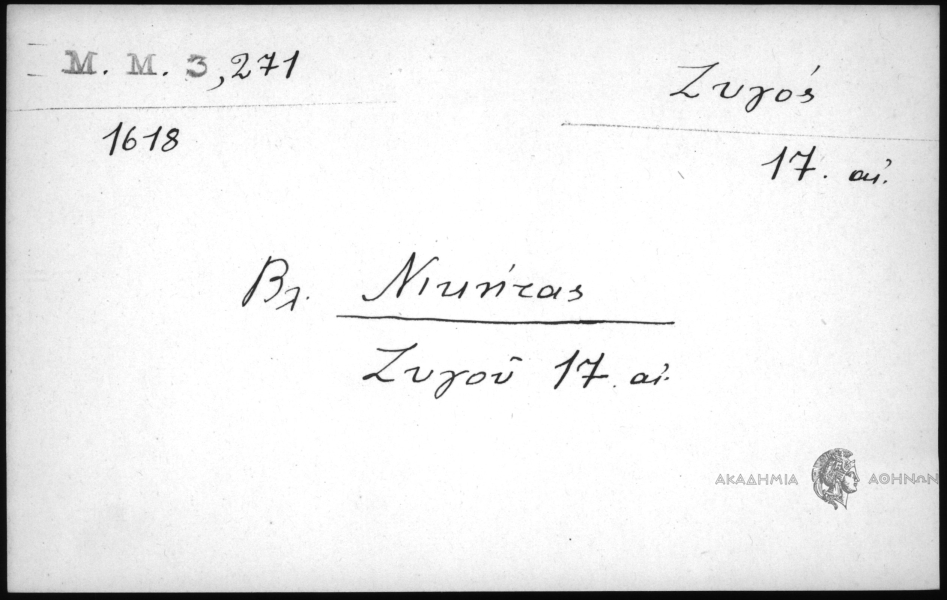 Μ. Μ. 3,271
Ζυγός
1618
17. αἰ.
Βλ. Νικήτας
Ζυγοῦ 17. αἰ.
ΑΚΑΔΗΜΙΑ ΑΘΗΝΩΝ